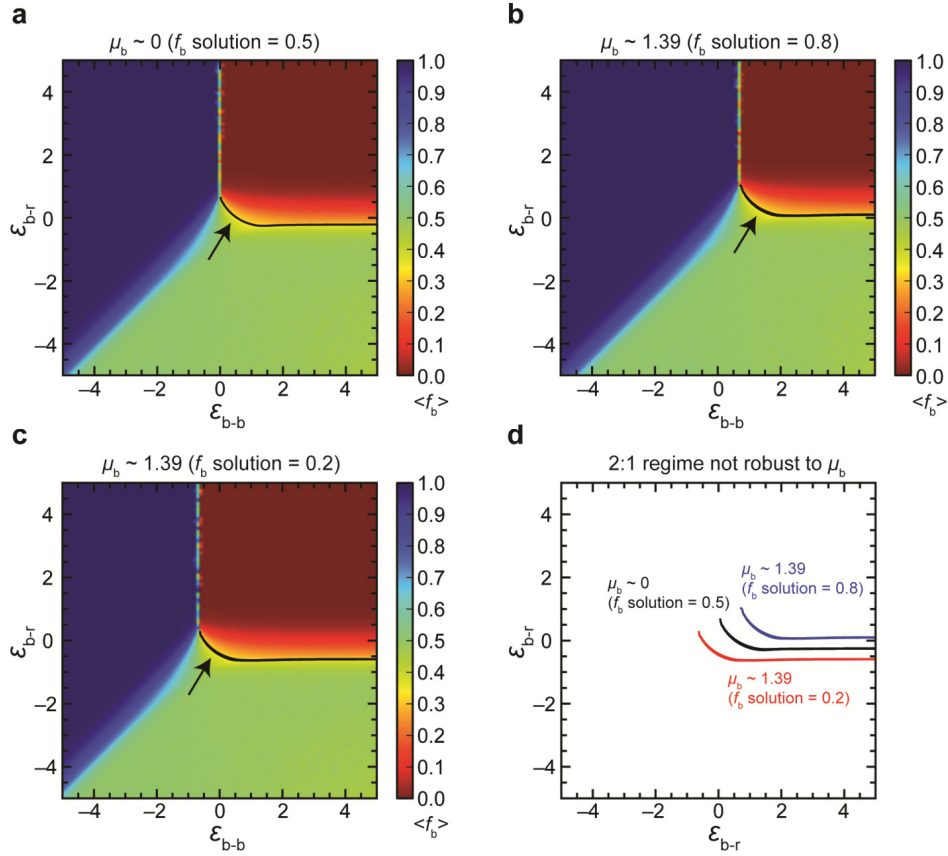 a
μb ~ 0 (fb solution = 0.5)
4
2
0
−2
−4
εb-r
−4 −2 0 2 4
εb-b
1.0
0.9
0.8
0.7
0.6
0.5
0.4
0.3
0.2
0.1
0.0
<fb>
b
μb ~ 1.39 (fb solution = 0.8)
4
2
0
−2
−4
εb-r
−4 −2 0 2 4
εb-b
1.0
0.9
0.8
0.7
0.6
0.5
0.4
0.3
0.2
0.1
0.0
<fb>
c
μb ~ 1.39 (fb solution = 0.2)
4
2
0
−2
−4
εb-r
−4 −2 0 2 4
εb-b
1.0
0.9
0.8
0.7
0.6
0.5
0.4
0.3
0.2
0.1
0.0
<fb>
d
2:1 regime not robust to μb
4
2
0
−2
−4
εb-r
μb ~ 1.39
(fb solution = 0.8)
μb ~ 0
(fb solution = 0.5)
μb ~ 1.39
(fb solution = 0.2)
−4 −2 0 2 4
εb-r